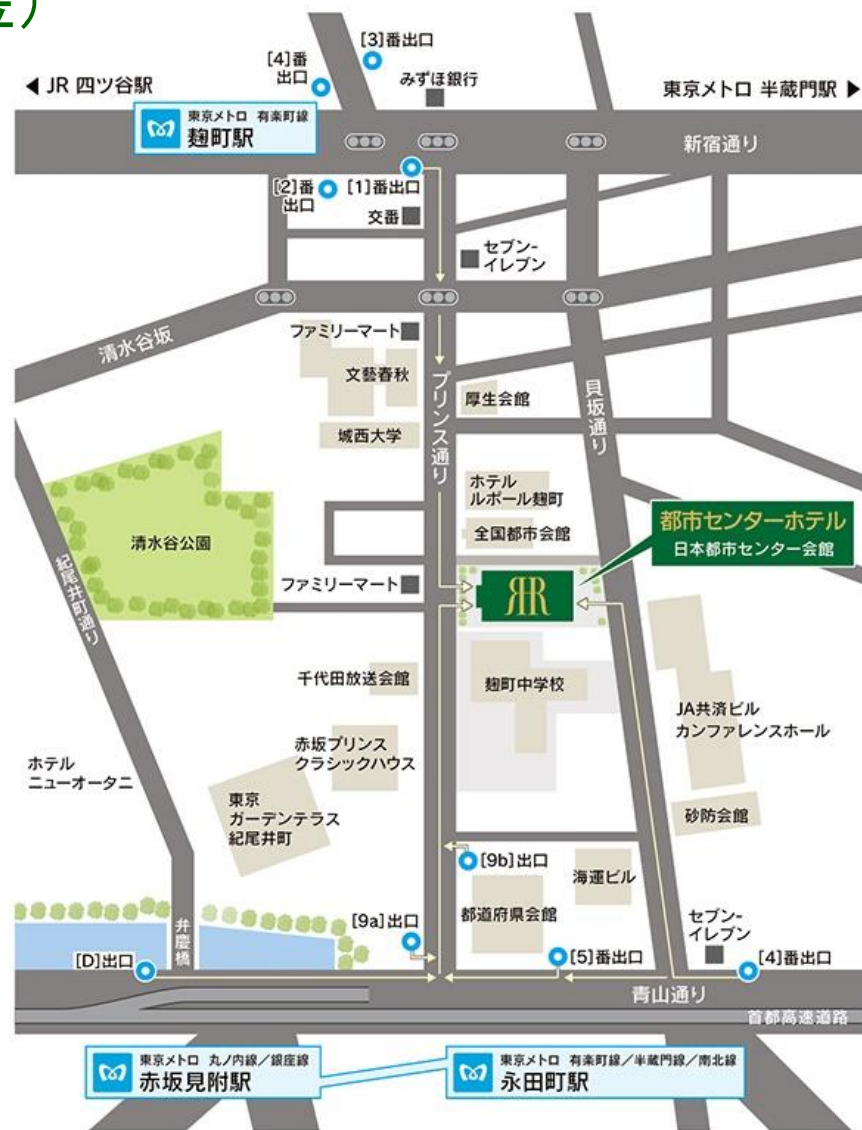 立）
[3]番出口
[4]番
出口
◀ JR 四ツ谷駅
みずほ銀行
東京メトロ 半蔵門駅 ▶
東京メトロ 有楽町線
麹町駅
新宿通り
[2]番
出口
[1]番出口
交番
セブン-
イレブン
清水谷坂
ファミリーマート
文藝春秋
プリンス通り
厚生会館
貝坂通り
城西大学
ホテル
ルポール麹町
都市センターホテル
日本都市センター会館
全国都市会館
清水谷公園
ファミリーマート
紀尾井町通り
千代田放送会館
麹町中学校
JA共済ビル
カンファレンスホール
赤坂プリンス
クラシックハウス
ホテル
ニューオータニ
東京
ガーデンテラス
紀尾井町
砂防会館
[9b]出口
海運ビル
都道府県会館
[9a]出口
セブン-
イレブン
弁慶橋
[D]出口
[5]番出口
[4]番出口
青山通り
首都高速道路
東京メトロ 丸ノ内線／銀座線
赤坂見附駅
東京メトロ 有楽町線／半蔵門線／南北線
永田町駅